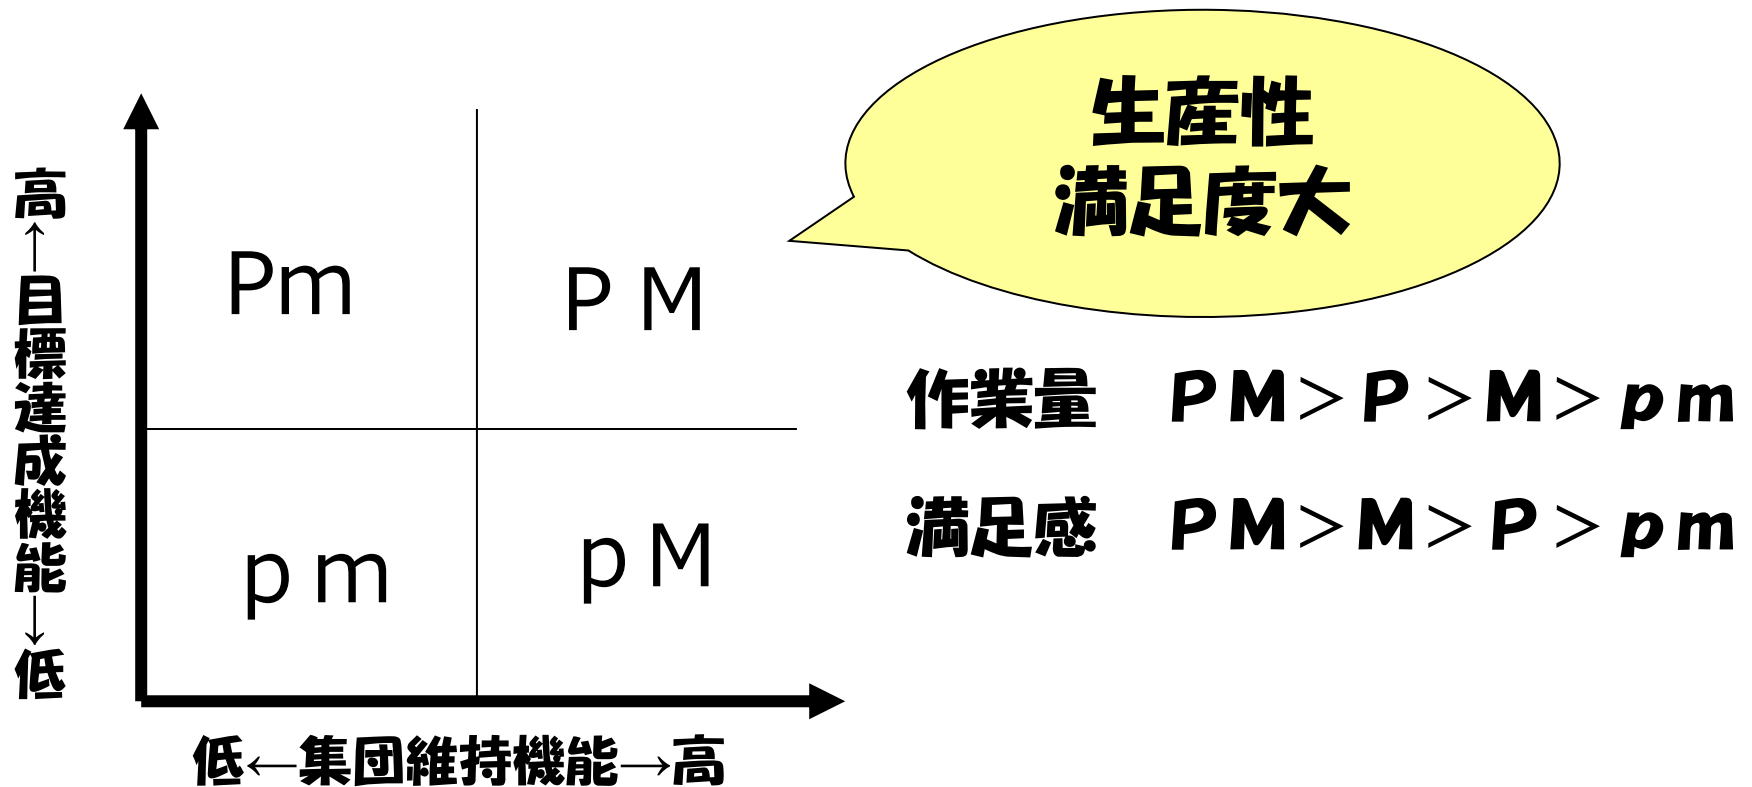 生産性
満足度大
高←目標達成機能→低
Pm
P M
作業量　PM＞P＞M＞pm
満足感　PM＞M＞P＞pm
p m
p M
低←集団維持機能→高